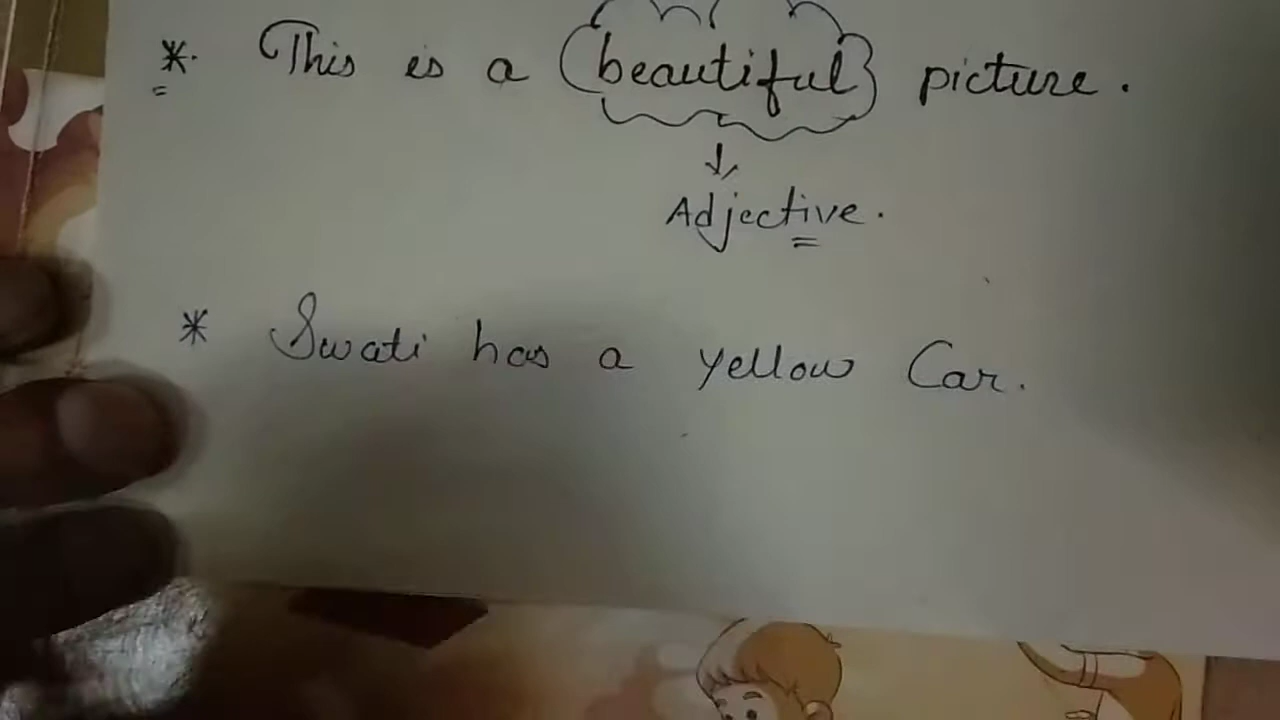 *. This is a beautiful picture.
Adjective.
* Swati has a yellow Car.